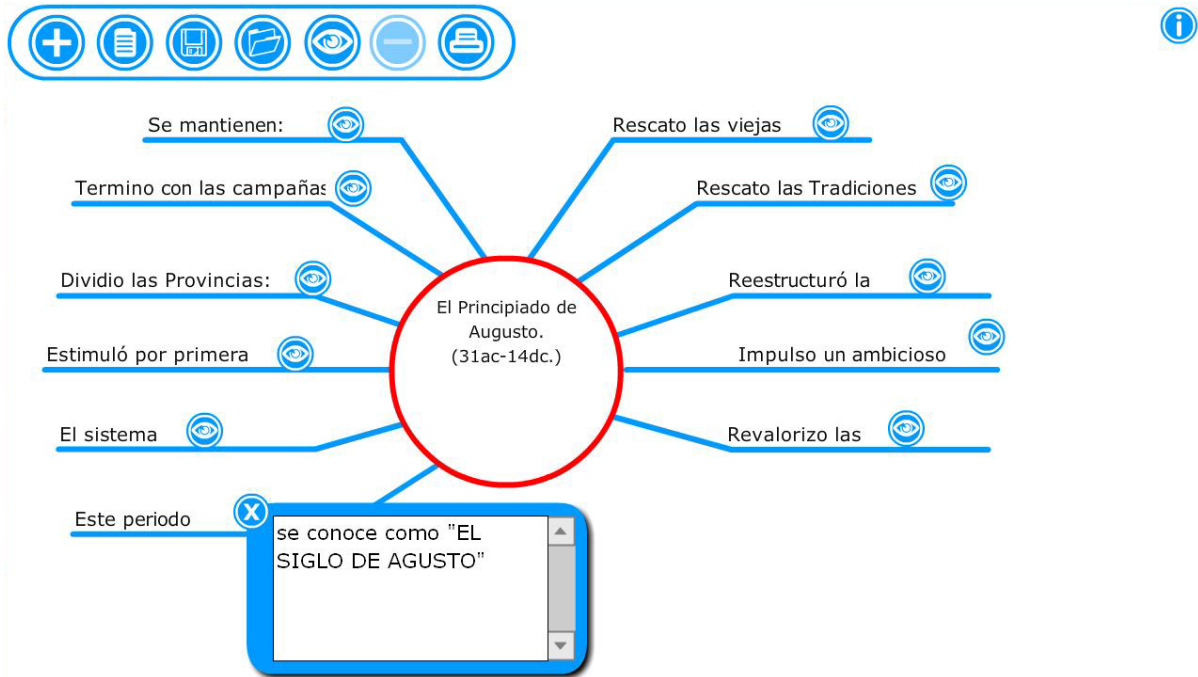 Se mantienen:
Rescato las viejas
Termino con las campañas
Rescato las Tradiciones
Dividio las Provincias:
Reestructuró la
El Principiado de
Augusto.
(31ac-14dc.)
Estimuló por primera
Impulso un ambicioso
El sistema
Revalorizo las
Este periodo
X
se conoce como "EL
SIGLO DE AGUSTO"